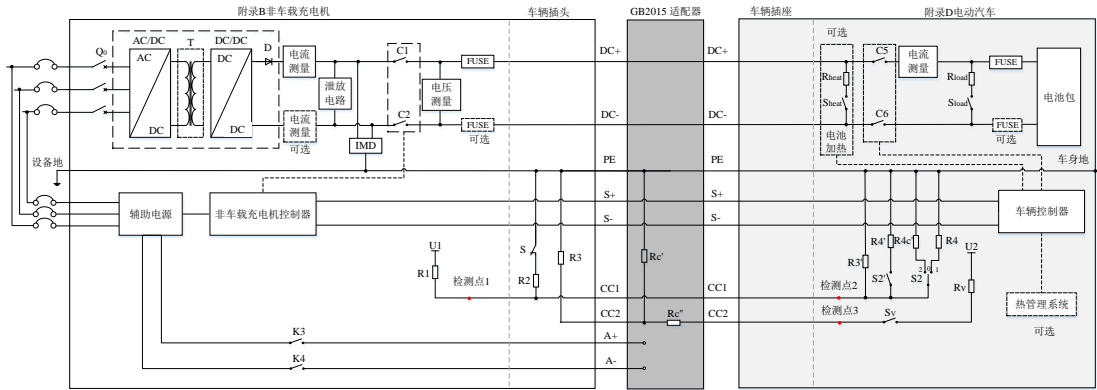 附录B非车载充电机
车辆插头
GB2015 适配器
车辆插座
附录D电动汽车
Q₀
AC/DC
T
DC/DC
D
AC
DC
DC
DC
电流
测量
电流
测量
可选
泄放
电路
IMD
C1
C2
电压
测量
FUSE
FUSE
可选
DC+
DC-
PE
S+
S-
CC1
CC2
A+
A-
DC+
DC-
PE
S+
S-
CC1
CC2
可选
Rheat
Sheat
电池
加热
C5
C6
电流
测量
Rload
Sload
FUSE
FUSE
可选
电池包
设备地
车身地
辅助电源
非车载充电机控制器
车辆控制器
U1
R1
检测点1
S
R2
R3
Rc'
Rc"
R3'
R4'
R4c'
R4
S2'
S2
2 0 1
U2
Rv
检测点2
检测点3
Sv
热管理系统
可选
K3
K4